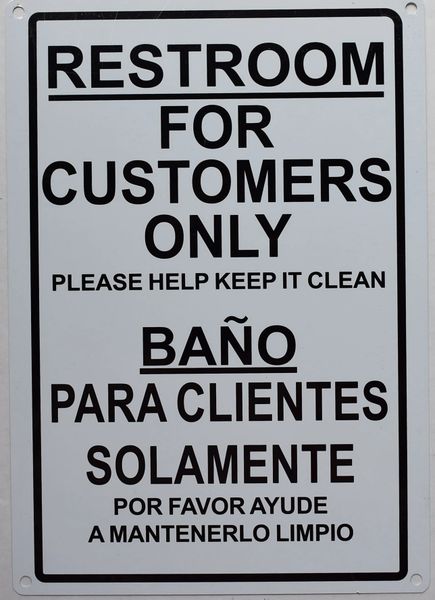 RESTROOM
FOR
CUSTOMERS
ONLY
PLEASE HELP KEEP IT CLEAN
BAÑO
PARA CLIENTES
SOLAMENTE
POR FAVOR AYUDE
A MANTENERLO LIMPIO